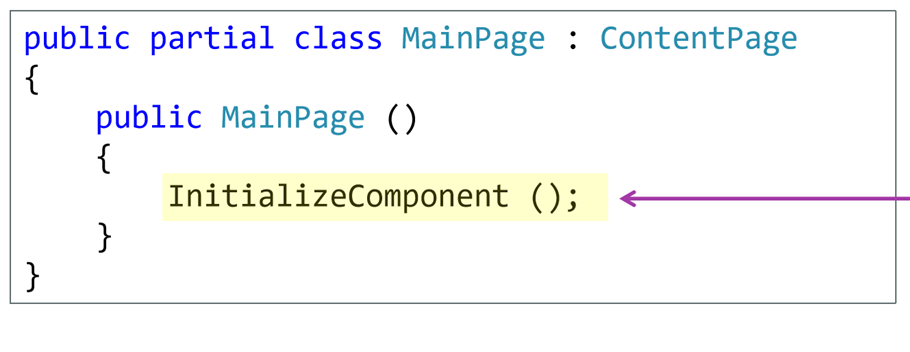 public partial class MainPage : ContentPage
{
    public MainPage ()
    {
        InitializeComponent ();
    }
}